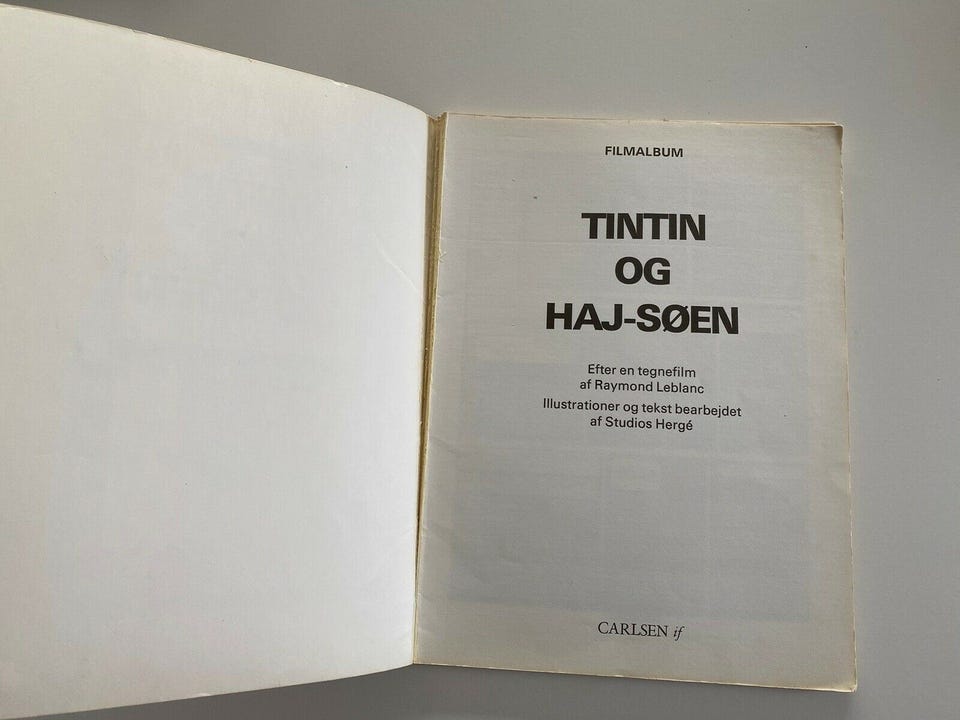 FILMALBUM
TINTIN
OG
HAJ-SØEN
Efter en tegnefilm
af Raymond Leblanc
Illustrationer og tekst bearbejdet
af Studios Hergé
CARLSEN if